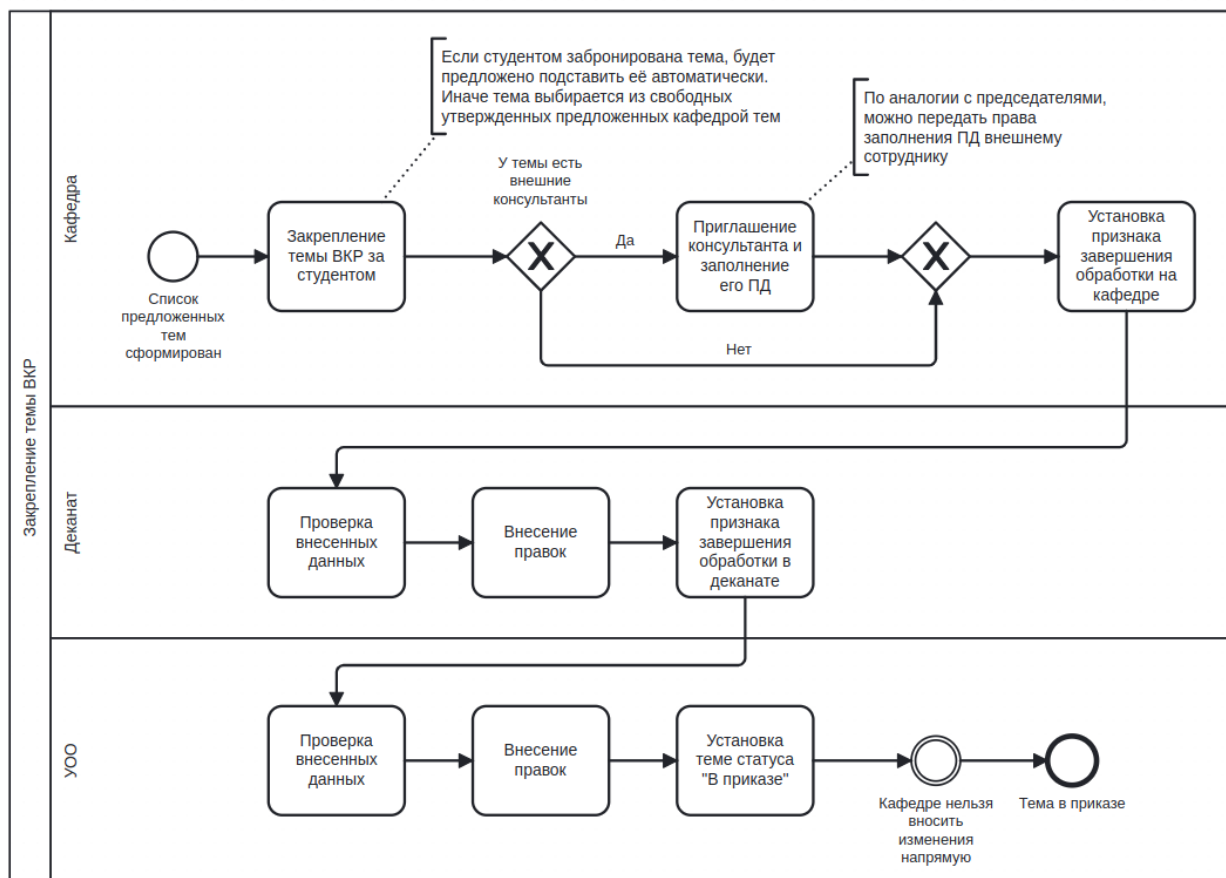 Закрепление темы ВКР
Кафедра
Если студентом забронирована тема, будет
предложено подставить её автоматически.
Иначе тема выбирается из свободных
утвержденных предложенных кафедрой тем
По аналогии с председателями,
можно передать права
заполнения ПД внешнему
сотруднику
У темы есть
внешние
консультанты
Список
предложенных
тем
сформирован
Закрепление
темы ВКР за
студентом
Да
Приглашение
консультанта и
заполнение
его ПД
Нет
Установка
признака
завершения
обработки на
кафедре
Деканат
Проверка
внесенных
данных
Внесение
правок
Установка
признака
завершения
обработки в
деканате
УОО
Проверка
внесенных
данных
Внесение
правок
Установка
теме статуса
"В приказе"
Кафедре нельзя
вносить
изменения
напрямую
Тема в приказе